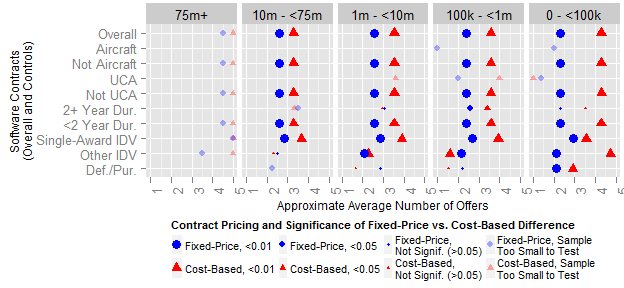 75m+ 10m - <75m 1m - <10m 100k - <1m 0 - <100k
Software Contracts
(Overall and Controls)
Overall
Aircraft
Not Aircraft
UCA
Not UCA
2+ Year Dur.
<2 Year Dur.
Single-Award IDV
Other IDV
Def./Pur.
1 2 3 4 5 1 2 3 4 5 1 2 3 4 5 1 2 3 4 5 1 2 3 4 5
Approximate Average Number of Offers
Contract Pricing and Significance of Fixed-Price vs. Cost-Based Difference
Fixed-Price, <0.01
Cost-Based, <0.01
Fixed-Price, <0.05
Cost-Based, <0.05
Fixed-Price,
Not Signif. (>0.05)
Cost-Based,
Not Signif. (>0.05)
Fixed-Price, Sample
Too Small to Test
Cost-Based, Sample
Too Small to Test